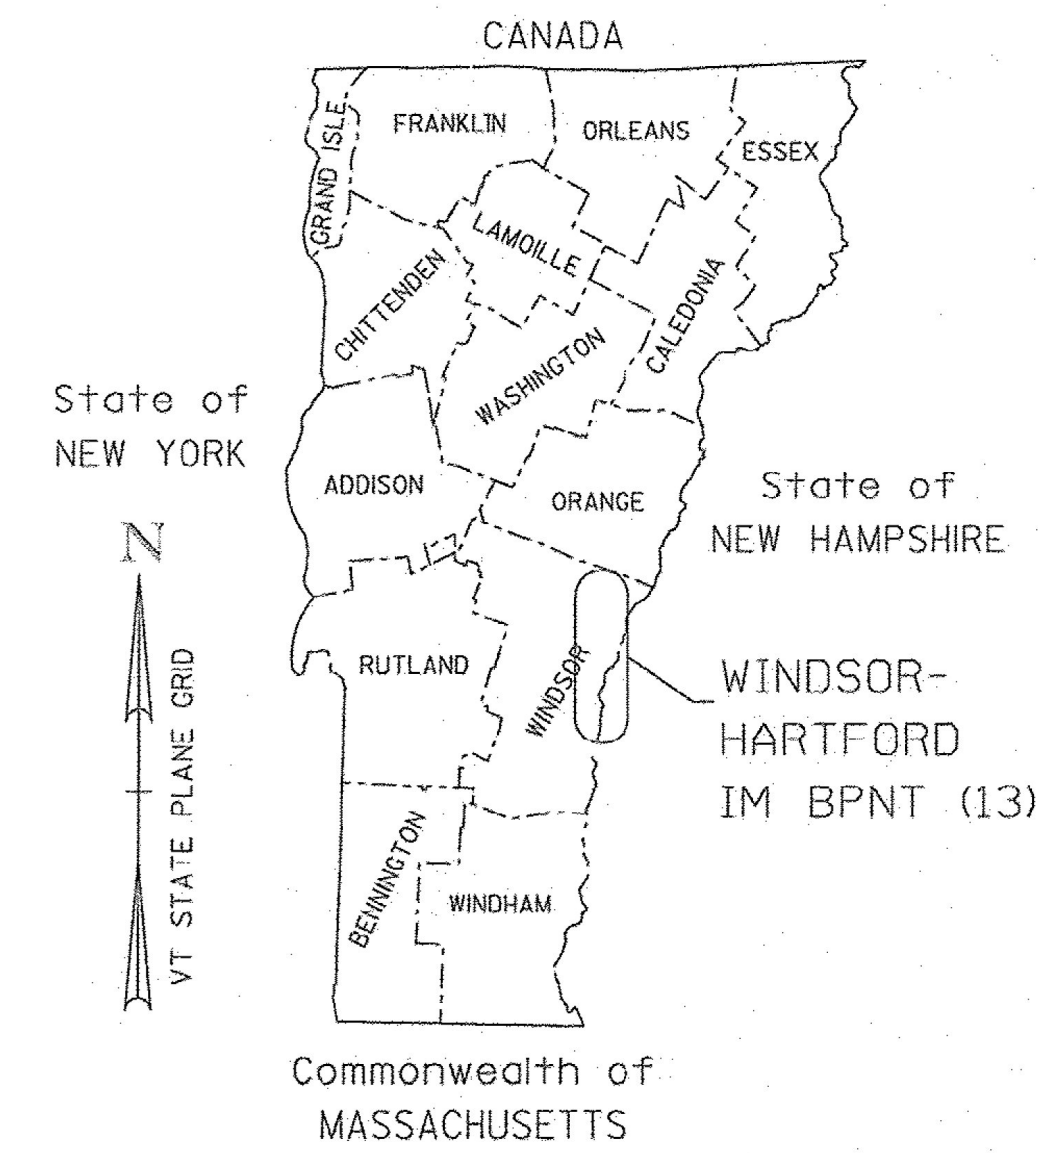 CANADA
FRANKLIN
ORLEANS
ESSEX
GRAND ISLE
LAMOILLE
CHITTENDEN
CALEDONIA
WASHINGTON
State of
NEW YORK
ADDISON
ORANGE
State of
NEW HAMPSHIRE
N
VT STATE PLANE GRID
RUTLAND
WINDSOR
WINDSOR-
HARTFORD
IM BPNT (13)
BENNINGTON
WINDHAM
Commonwealth of
MASSACHUSETTS